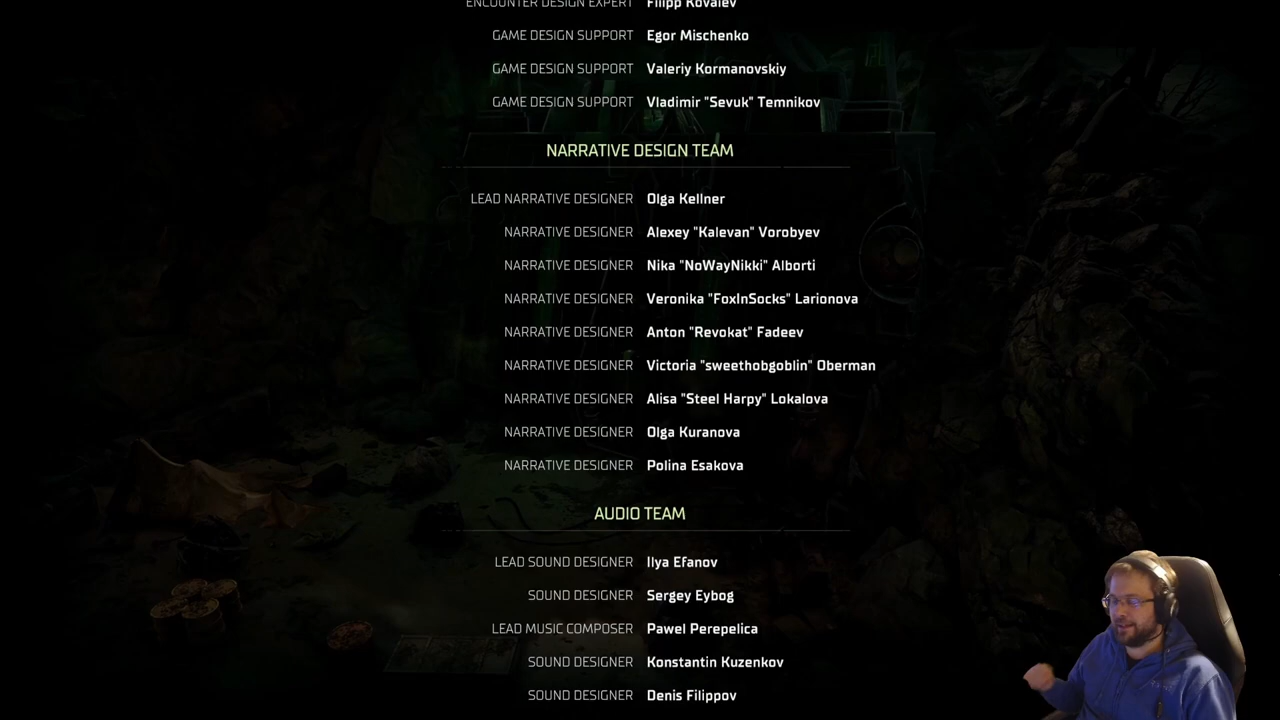 ENCOUNTER DESIGN EXPERT Filipp Kovalev
GAME DESIGN SUPPORT Egor Mischenko
GAME DESIGN SUPPORT Valeriy Kormanovskiy
GAME DESIGN SUPPORT Vladimir "Sevuk" Temnikov
NARRATIVE DESIGN TEAM
LEAD NARRATIVE DESIGNER Olga Kellner
NARRATIVE DESIGNER Alexey "Kalevan" Vorobyev
NARRATIVE DESIGNER Nika "NoWayNikki" Alborti
NARRATIVE DESIGNER Veronika "FoxInSocks" Larionova
NARRATIVE DESIGNER Anton "Revokat" Fadeev
NARRATIVE DESIGNER Victoria "sweethobgoblin" Oberman
NARRATIVE DESIGNER Alisa "Steel Harpy" Lokalova
NARRATIVE DESIGNER Olga Kuranova
NARRATIVE DESIGNER Polina Esakova
AUDIO TEAM
LEAD SOUND DESIGNER Ilya Efanov
SOUND DESIGNER Sergey Eybog
LEAD MUSIC COMPOSER Pawel Perepelica
SOUND DESIGNER Konstantin Kuzenkov
SOUND DESIGNER Denis Filippov